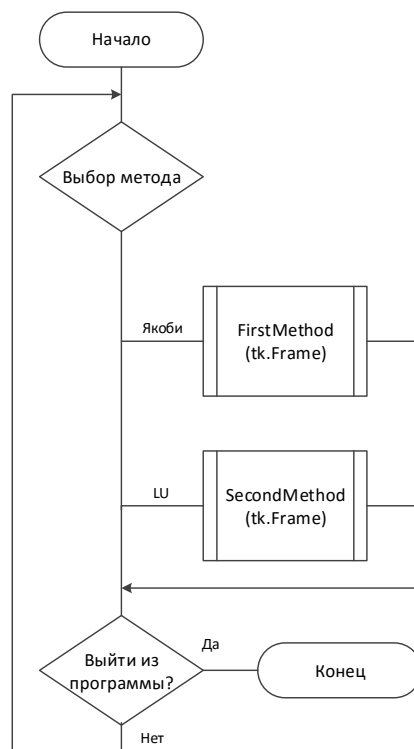 Начало
Выбор метода
Якоби
FirstMethod
(tk.Frame)
LU
SecondMethod
(tk.Frame)
Выйти из
программы?
Да
Конец
Нет